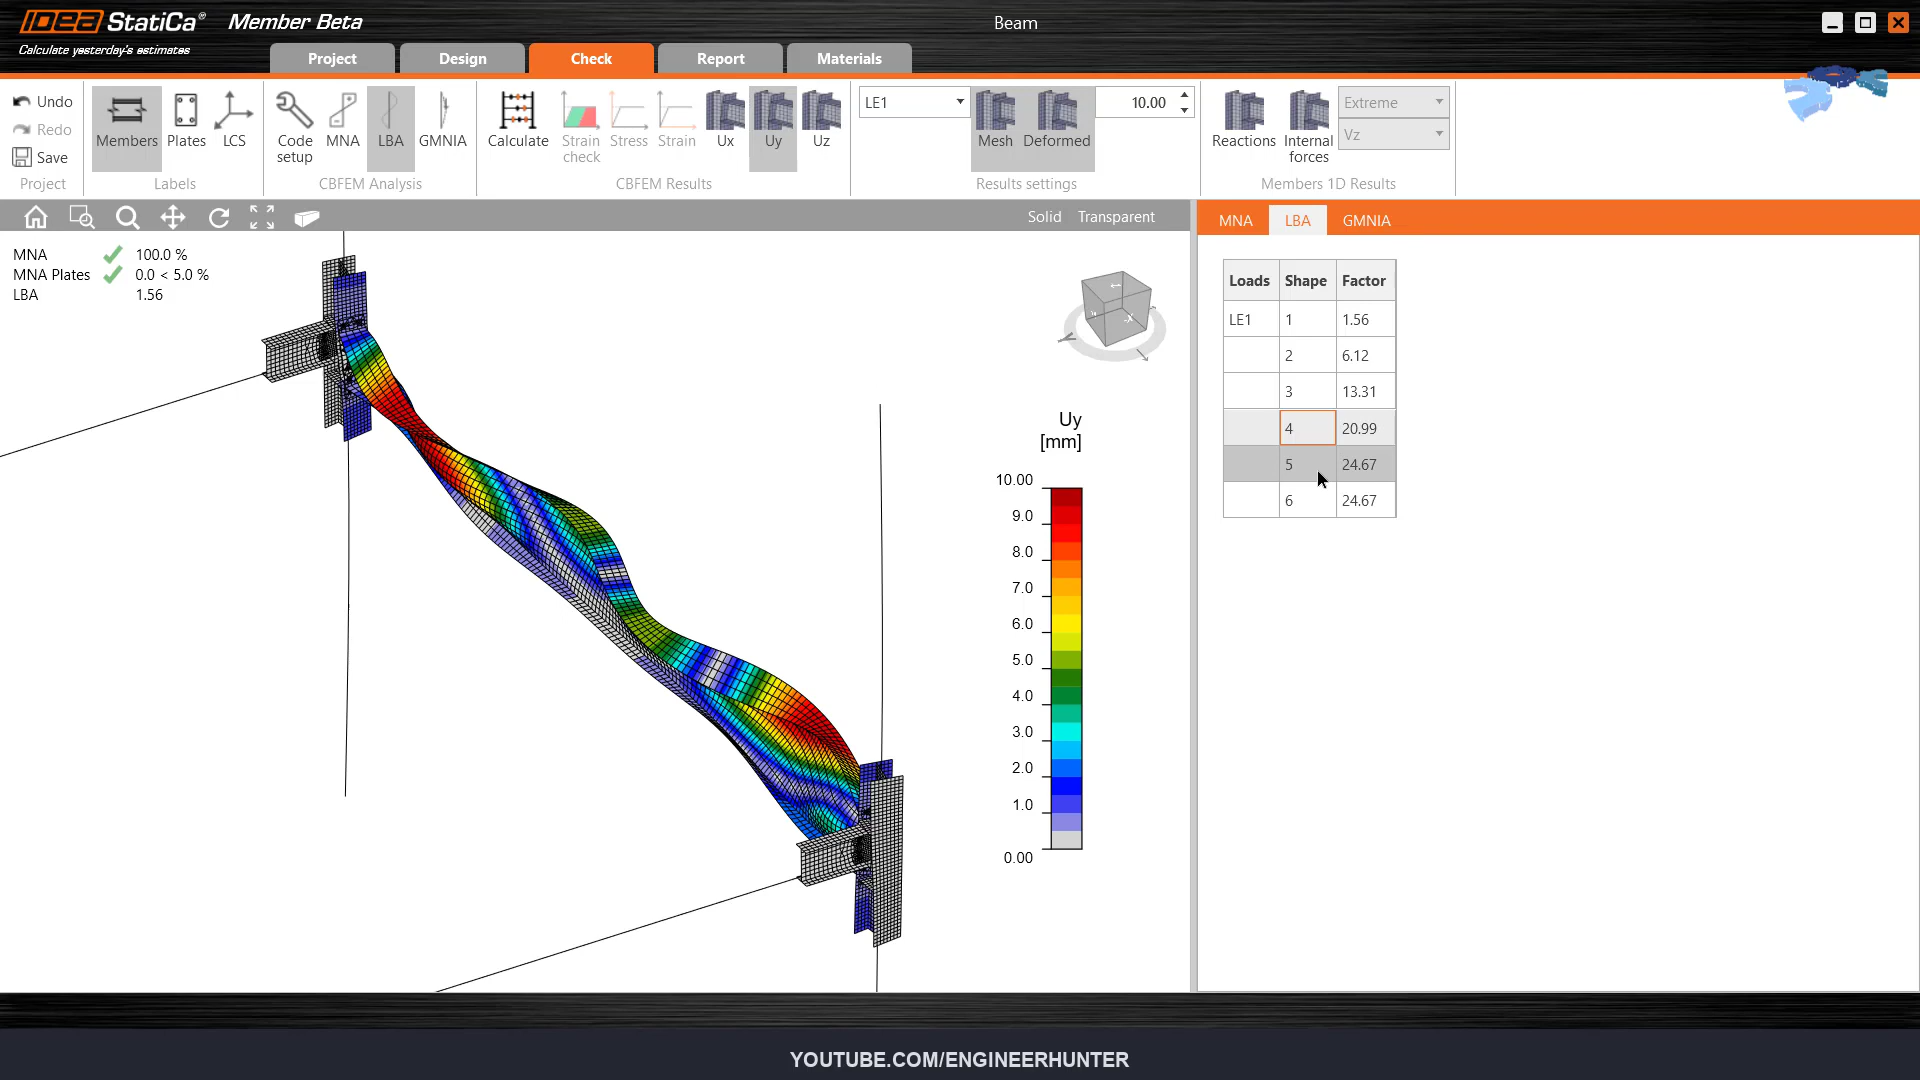 IDEA StatiCa® Member Beta
Calculate yesterday's estimates
Beam
Project Design Check Report Materials
Undo
Redo
Save
Project
Members Plates LCS
Labels
Code setup MNA LBA GMNIA
CBFEM Analysis
Calculate Strain check Stress Strain Ux Uy Uz
CBFEM Results
LE1 Mesh Deformed 10.00
Results settings
Reactions Internal forces
Extreme
Vz
Members 1D Results
Solid Transparent
MNA 100.0 %
MNA Plates 0.0 < 5.0 %
LBA 1.56
-X
Uy
[mm]
10.00
9.0
8.0
7.0
6.0
5.0
4.0
3.0
2.0
1.0
0.00
MNA LBA GMNIA
Loads Shape Factor
LE1 1 1.56
2 6.12
3 13.31
4 20.99
5 24.67
6 24.67
YOUTUBE.COM/ENGINEERHUNTER